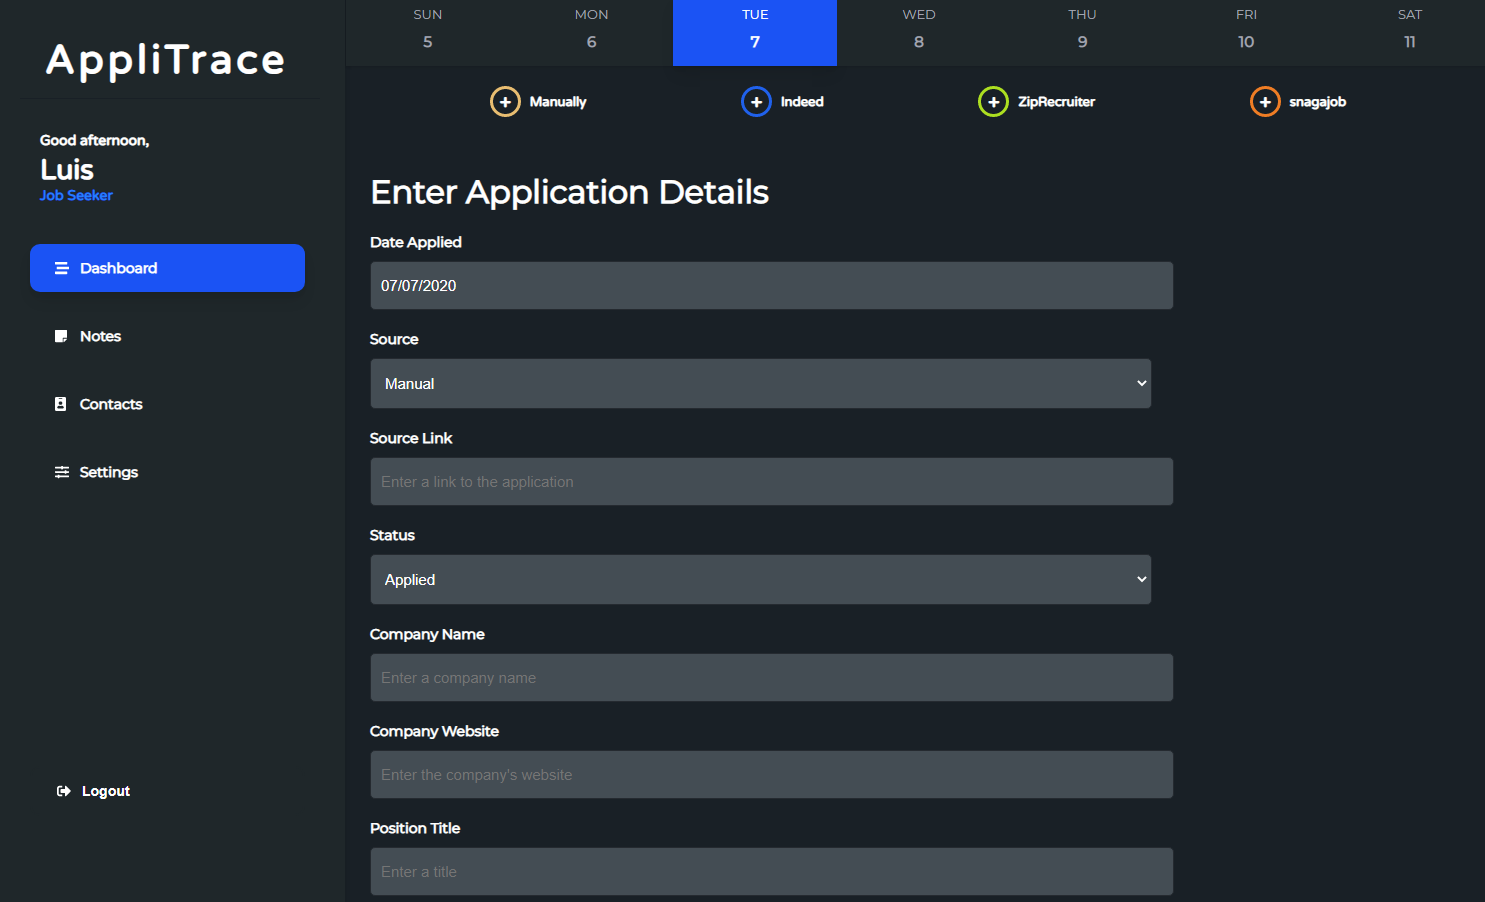 AppliTrace
Good afternoon,
Luis
Job Seeker
Dashboard
Notes
Contacts
Settings
Logout
SUN MON TUE WED THU FRI SAT
5 6 7 8 9 10 11
Manually Indeed ZipRecruiter snagajob
Enter Application Details
Date Applied
07/07/2020
Source
Manual
Source Link
Enter a link to the application
Status
Applied
Company Name
Enter a company name
Company Website
Enter the company's website
Position Title
Enter a title